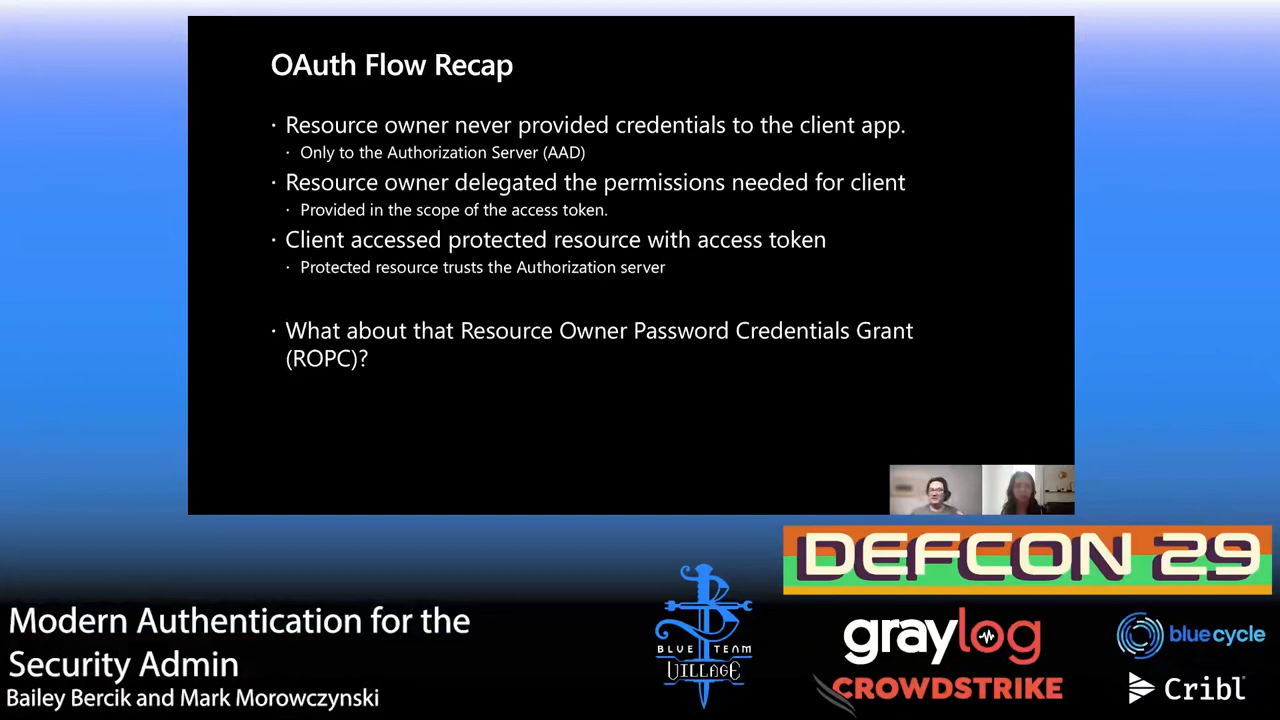 OAuth Flow Recap
· Resource owner never provided credentials to the client app.
· Only to the Authorization Server (AAD)
· Resource owner delegated the permissions needed for client
· Provided in the scope of the access token.
· Client accessed protected resource with access token
· Protected resource trusts the Authorization server
· What about that Resource Owner Password Credentials Grant
(ROPC)?
DEFCON 29
Modern Authentication for the
Security Admin
Bailey Bercik and Mark Morowczynski
BLUE TEAM
VILLAGE
graylog
blue cycle
CROWDSTRIKE
Cribl